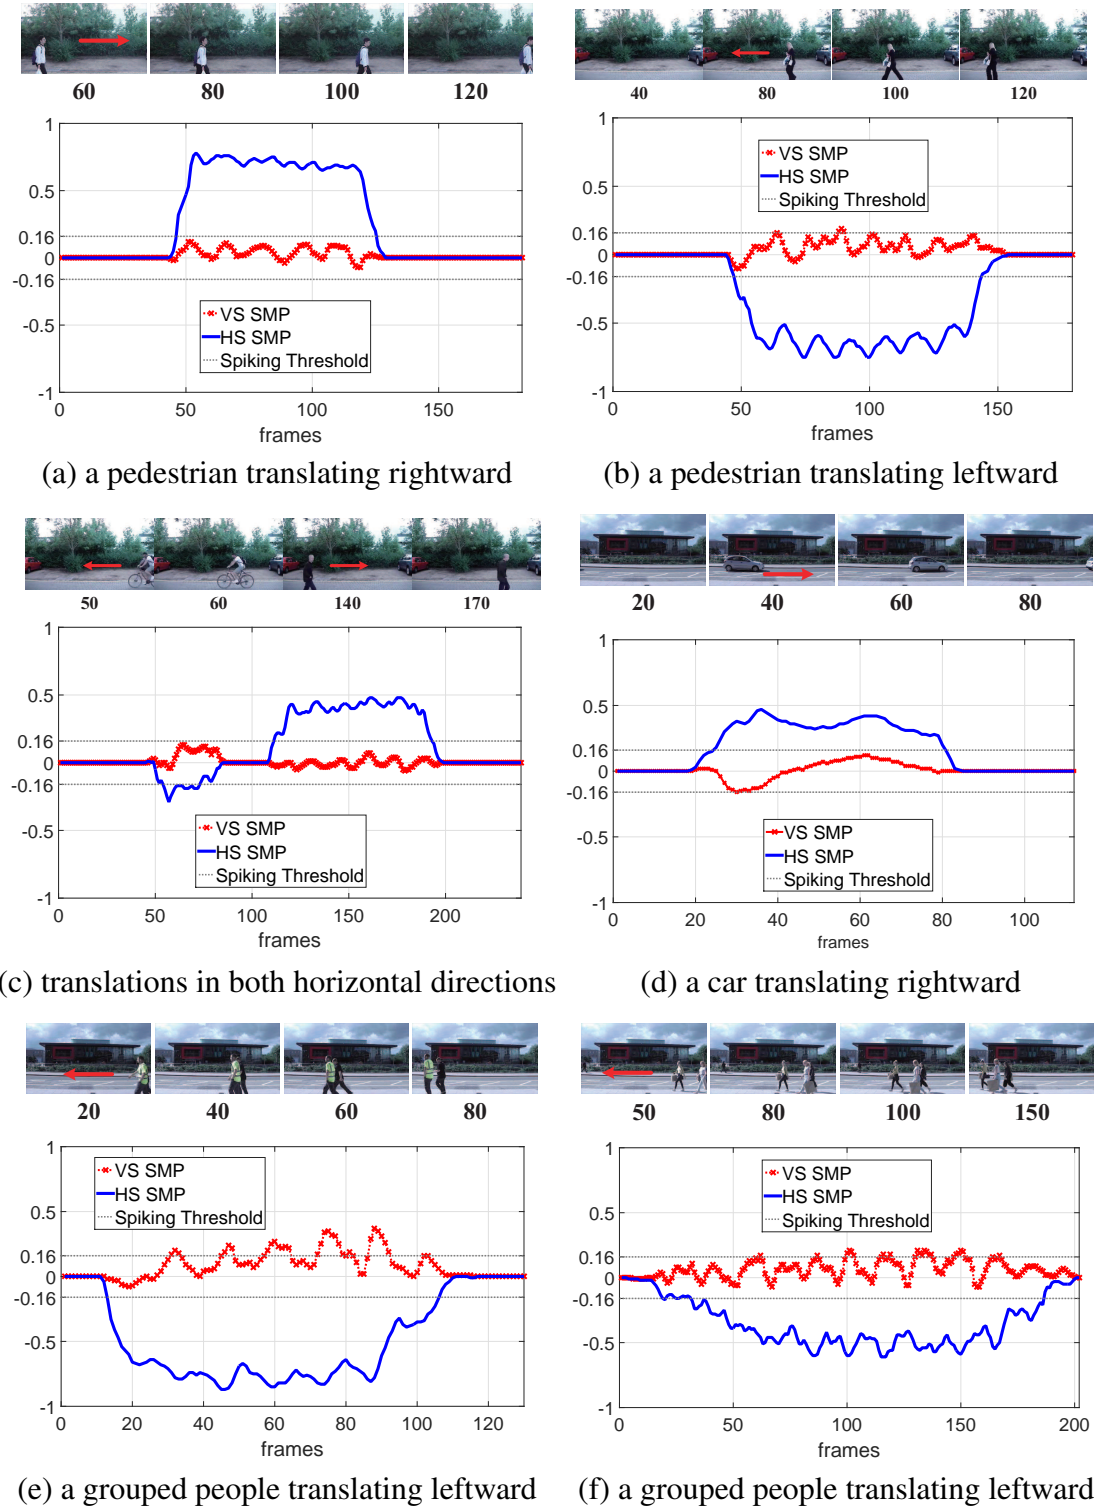 60 80 100 120
1
0.5
0.16
0
-0.16
-0.5
-1
VS SMP
HS SMP
Spiking Threshold
0 50 100 150
frames
(a) a pedestrian translating rightward
40 80 100 120
1
0.5
0.16
0
-0.16
-0.5
-1
VS SMP
HS SMP
Spiking Threshold
0 50 100 150
frames
(b) a pedestrian translating leftward
50 60 140 170
1
0.5
0.16
0
-0.16
-0.5
-1
VS SMP
HS SMP
Spiking Threshold
0 50 100 150 200
frames
(c) translations in both horizontal directions
20 40 60 80
1
0.5
0.16
0
-0.16
-0.5
-1
VS SMP
HS SMP
Spiking Threshold
0 20 40 60 80 100
frames
(d) a car translating rightward
20 40 60 80
1
0.5
0.16
0
-0.16
-0.5
-1
VS SMP
HS SMP
Spiking Threshold
0 20 40 60 80 100 120
frames
(e) a grouped people translating leftward
50 80 100 150
1
0.5
0.16
0
-0.16
-0.5
-1
VS SMP
HS SMP
Spiking Threshold
0 50 100 150 200
frames
(f) a grouped people translating leftward